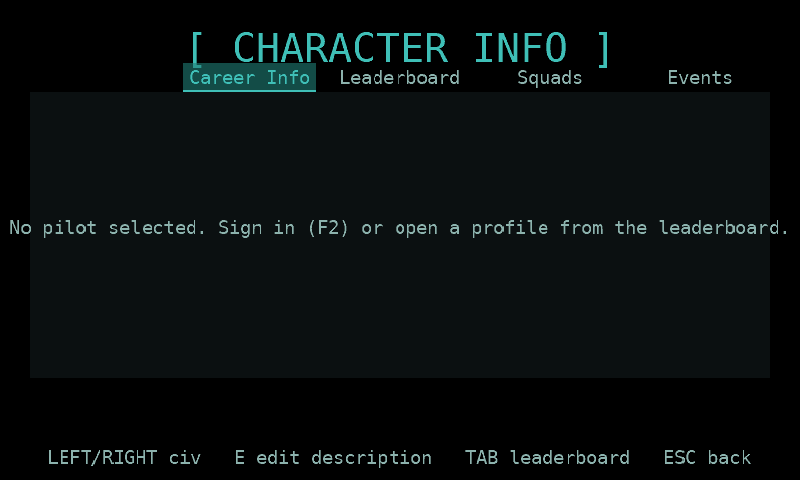 [ CHARACTER INFO ]
Career Info Leaderboard Squads Events
No pilot selected. Sign in (F2) or open a profile from the leaderboard.
LEFT/RIGHT civ E edit description TAB leaderboard ESC back